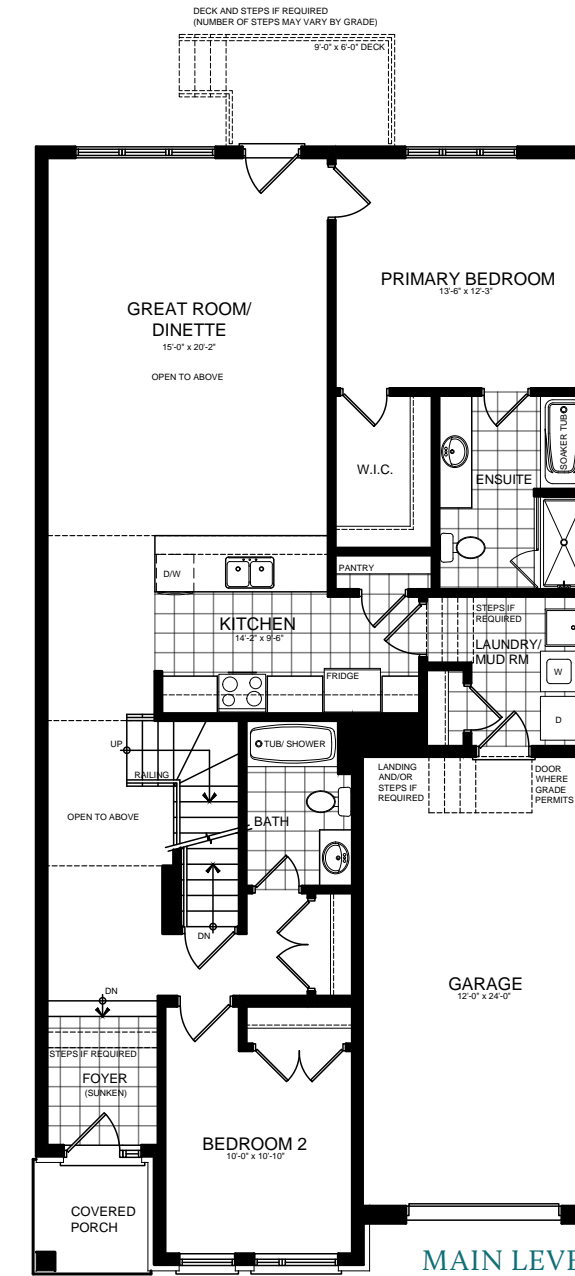 DECK AND STEPS IF REQUIRED
(NUMBER OF STEPS MAY VARY BY GRADE)
9'-0" x 6'-0" DECK
PRIMARY BEDROOM
13'-6" x 12'-3"
GREAT ROOM/
DINETTE
15'-0" x 20'-2"
OPEN TO ABOVE
SOAKER TUB
W.I.C.
ENSUITE
PANTRY
D/W
STEPS IF
REQUIRED
KITCHEN
14'-2" x 9'-6"
LAUNDRY/
MUD RM
W
FRIDGE
D
UP
TUB/ SHOWER
RAILING
LANDING
AND/OR
STEPS IF
REQUIRED
DOOR
WHERE
GRADE
PERMITS
OPEN TO ABOVE
BATH
DN
GARAGE
12'-0" x 24'-0"
DN
STEPS IF REQUIRED
FOYER
(SUNKEN)
BEDROOM 2
10'-0" x 10'-10"
COVERED
PORCH
MAIN LEVE